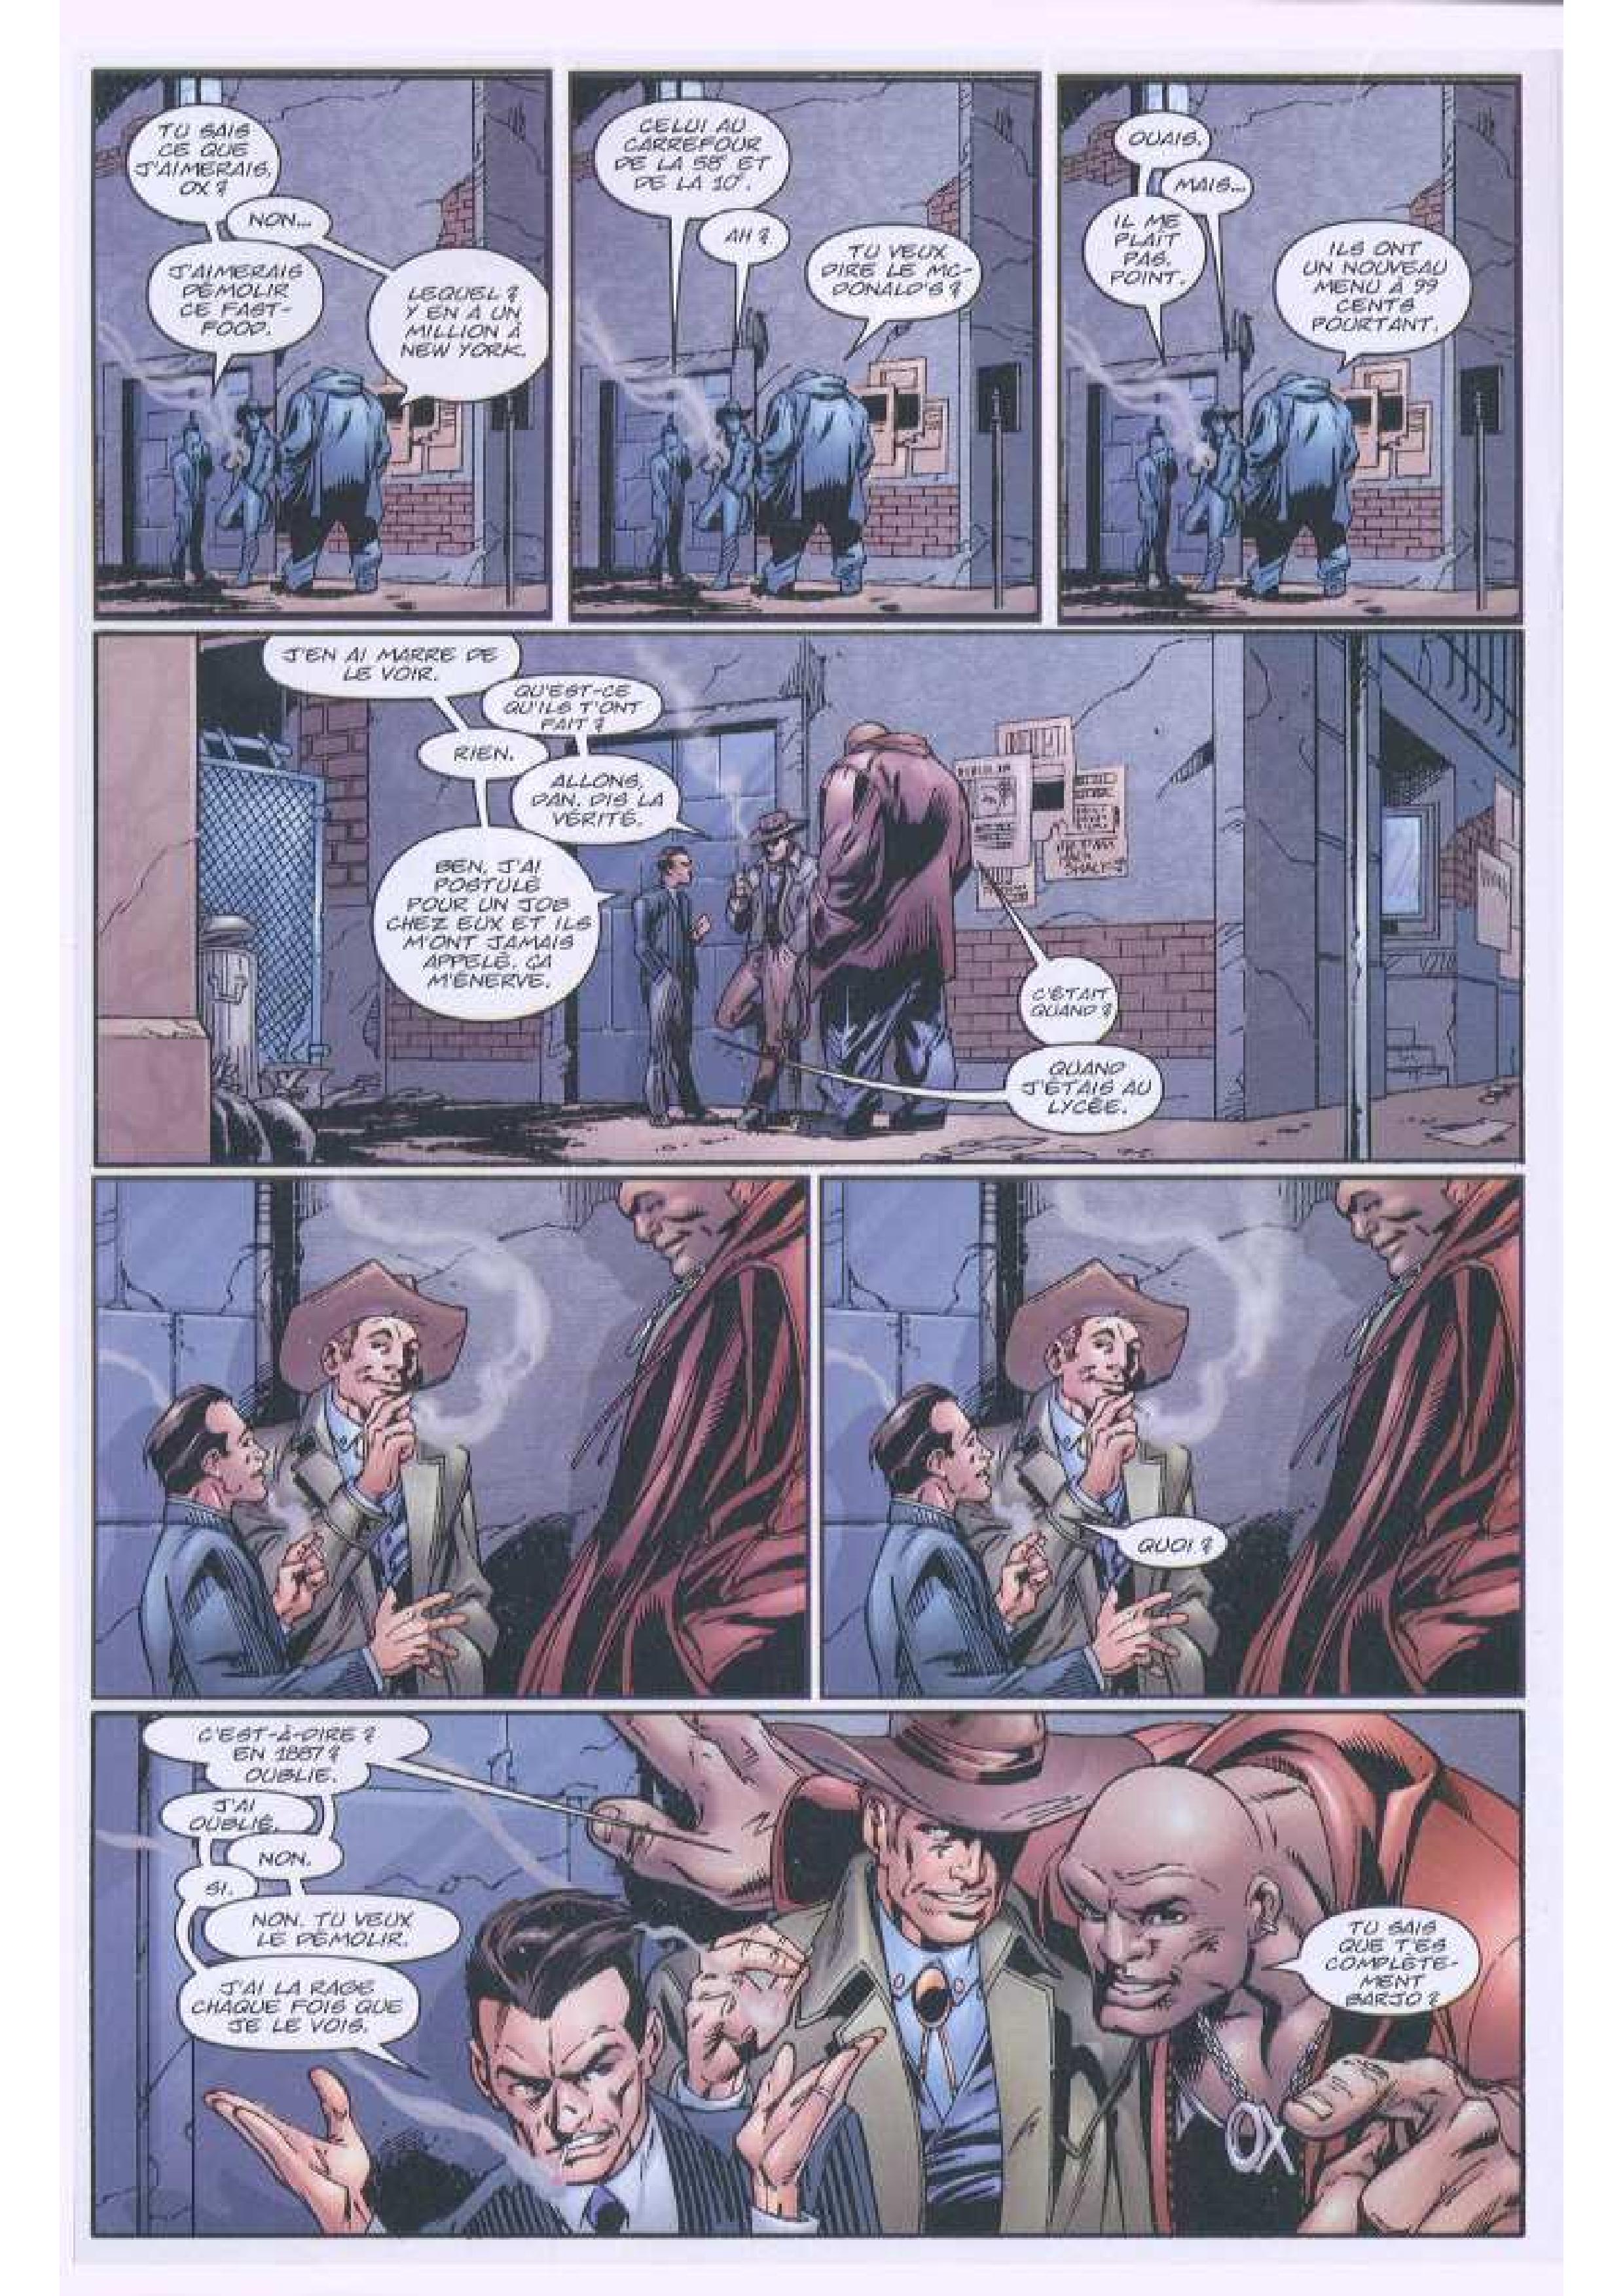 TU SAIS
CE QUE
J'AIMERAIS,
OX ?
NON...
J'AIMERAIS
DÉMOLIR
CE FAST-
FOOD.
LEQUEL ?
Y EN A UN
MILLION À
NEW YORK.
CELUI AU
CARREFOUR
DE LA 58E ET
DE LA 10E.
AH ?
TU VEUX
DIRE LE MC-
DONALD'S ?
OUAIS.
MAIS...
IL ME
PLAIT
PAS.
POINT.
ILS ONT
UN NOUVEAU
MENU À 99
CENTS
POURTANT.
J'EN AI MARRE DE
LE VOIR.
QU'EST-CE
QU'ILS T'ONT
FAIT ?
RIEN.
ALLONS,
DAN. DIS LA
VÉRITÉ.
BEN, J'AI
POSTULÉ
POUR UN JOB
CHEZ EUX ET ILS
M'ONT JAMAIS
APPELÉ. ÇA
M'ÉNERVE.
C'ÉTAIT
QUAND ?
QUAND
J'ÉTAIS AU
LYCÉE.
QUOI ?
C'EST-À-DIRE ?
EN 1887 ?
OUBLIE.
J'AI
OUBLIÉ.
NON.
SI.
NON. TU VEUX
LE DÉMOLIR.
J'AI LA RAGE
CHAQUE FOIS QUE
JE LE VOIS.
TU SAIS
QUE T'ES
COMPLÈTE-
MENT
BARJO ?
OX